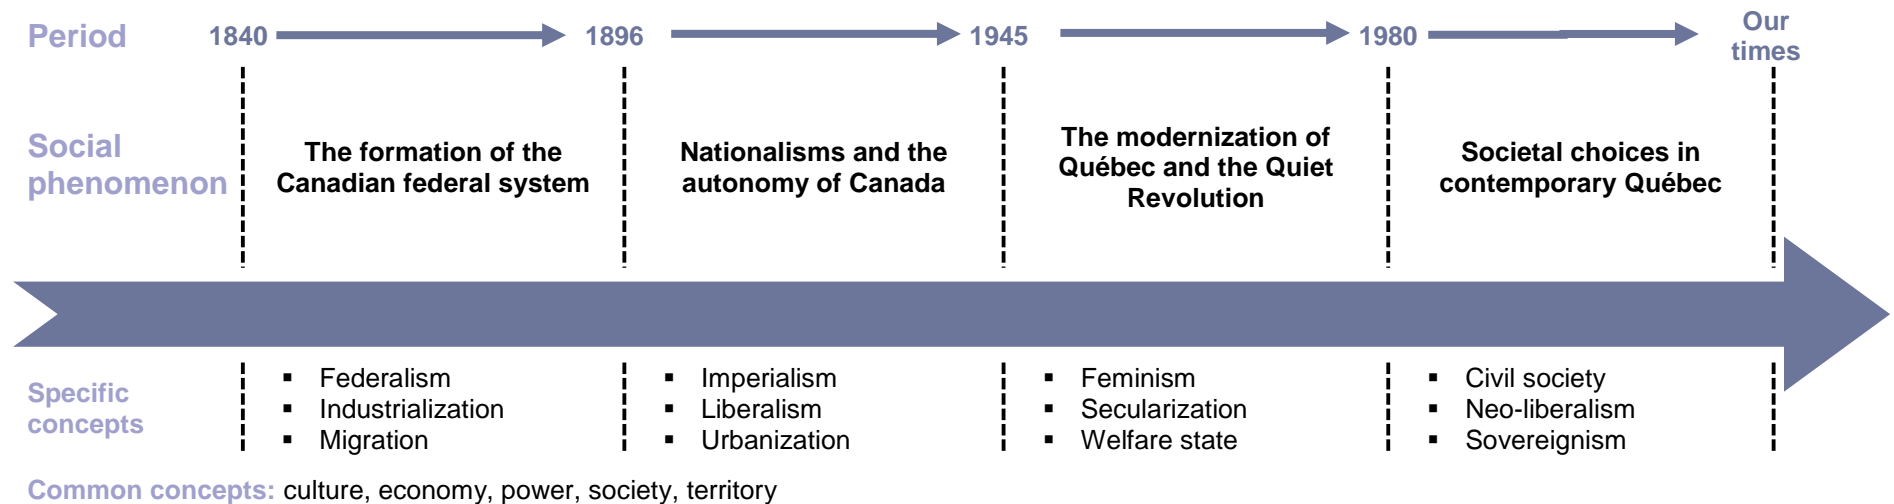 Period 1840 1896 1945 1980 Our times
Social phenomenon
The formation of the
Canadian federal system
Nationalisms and the
autonomy of Canada
The modernization of
Québec and the Quiet
Revolution
Societal choices in
contemporary Québec
Specific concepts
▪ Federalism
▪ Industrialization
▪ Migration
▪ Imperialism
▪ Liberalism
▪ Urbanization
▪ Feminism
▪ Secularization
▪ Welfare state
▪ Civil society
▪ Neo-liberalism
▪ Sovereignism
Common concepts: culture, economy, power, society, territory